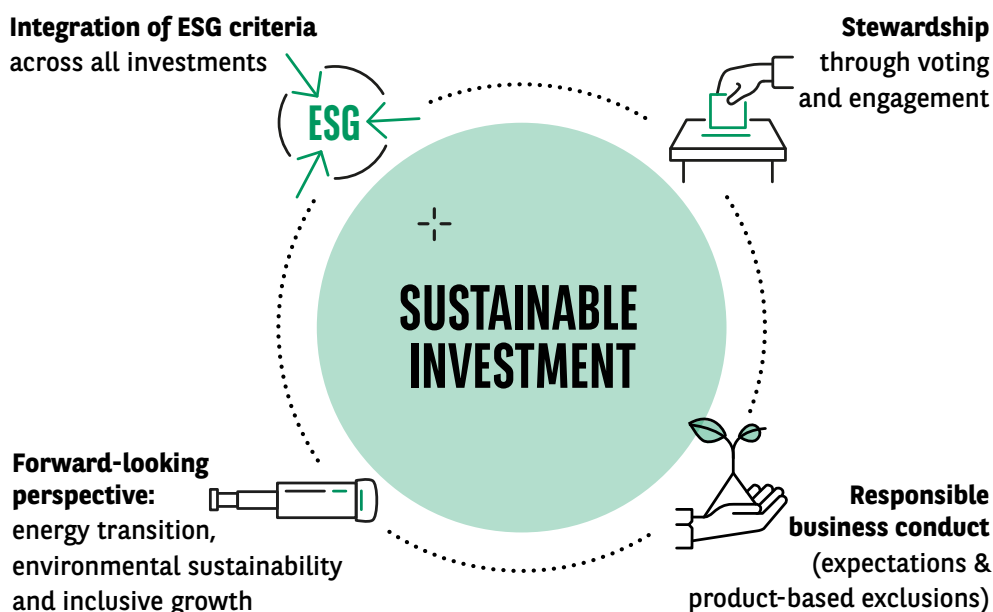 Integration of ESG criteria
across all investments
ESG
Stewardship
through voting
and engagement
SUSTAINABLE
INVESTMENT
Forward-looking
perspective:
energy transition,
environmental sustainability
and inclusive growth
Responsible
business conduct
(expectations &
product-based exclusions)